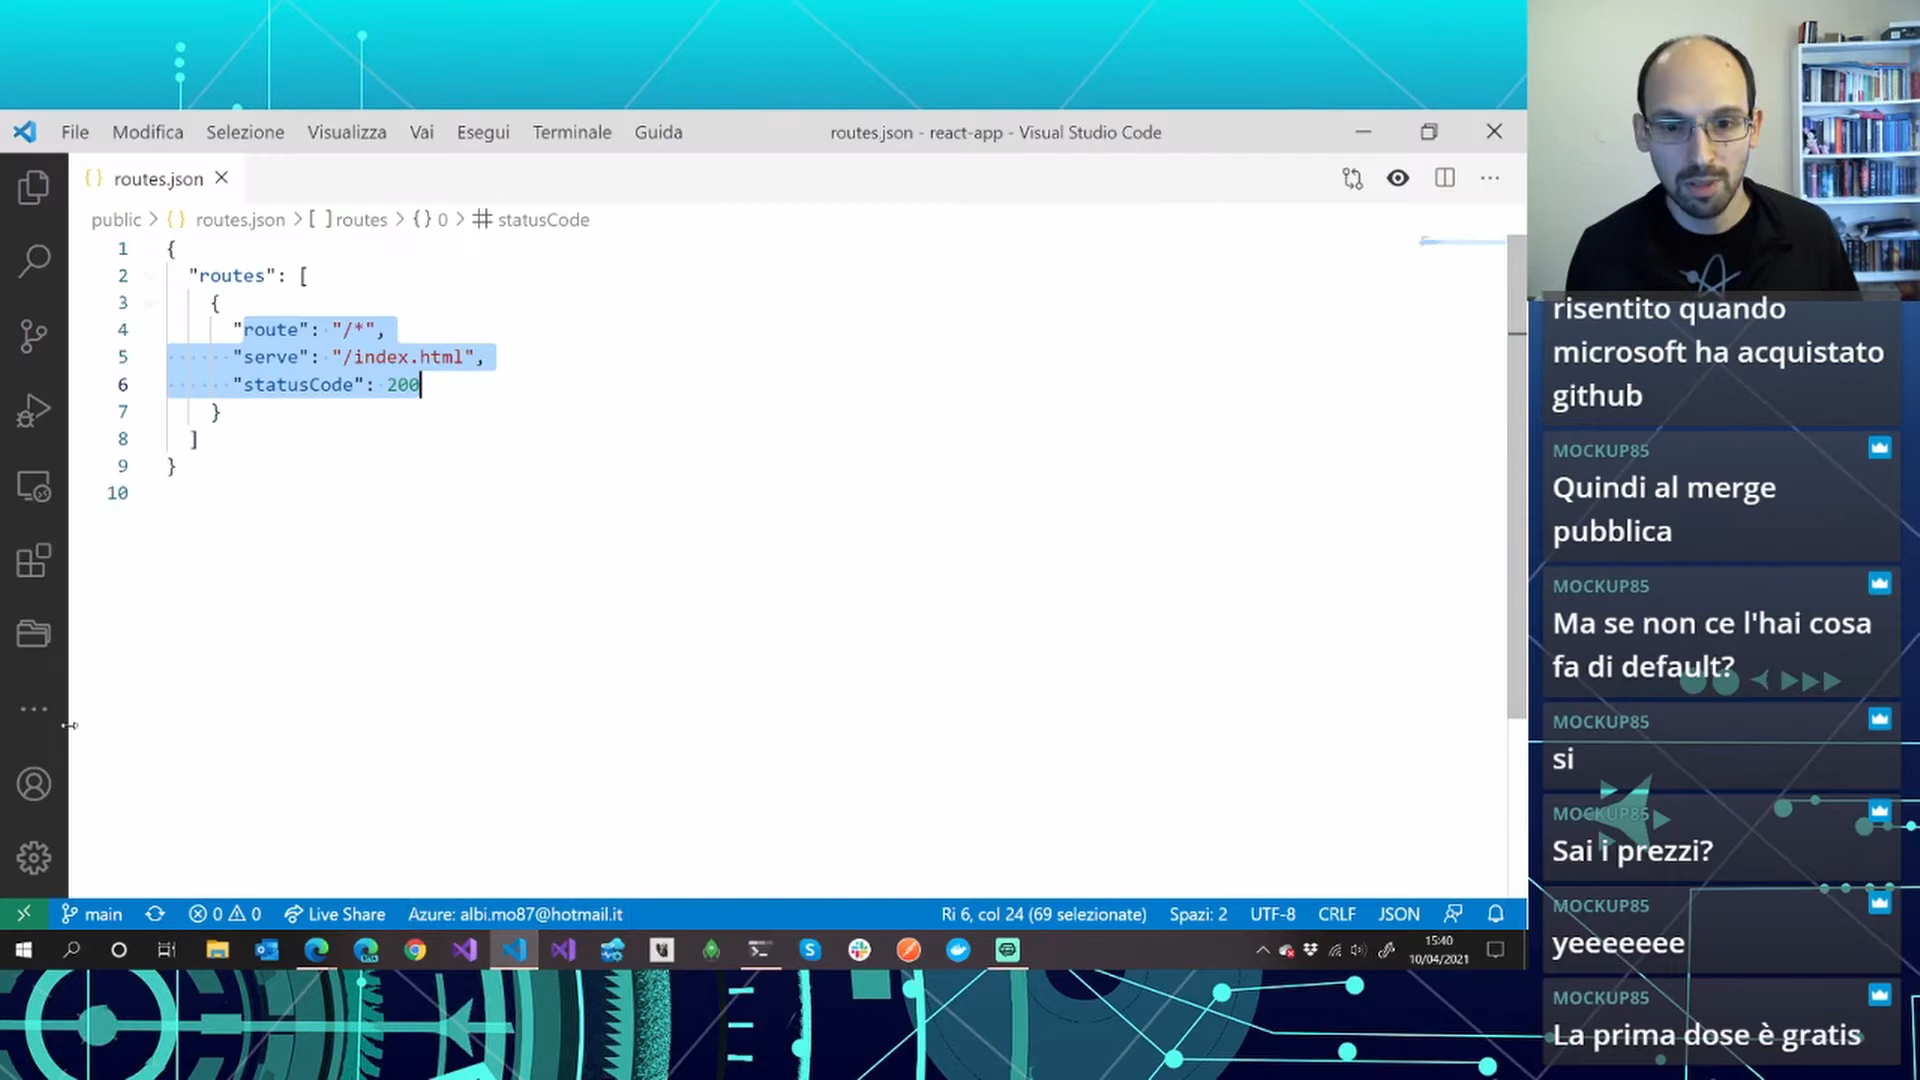 File Modifica Selezione Visualizza Vai Esegui Terminale Guida routes.json - react-app - Visual Studio Code
routes.json
public > {} routes.json > [ ] routes > {} 0 > # statusCode
1 {
2 "routes": [
3 {
4 "route": "/*",
5 "serve": "/index.html",
6 "statusCode": 200
7 }
8 ]
9 }
10
main 0 0 Live Share Azure: albi.mo87@hotmail.it Ri 6, col 24 (69 selezionate) Spazi: 2 UTF-8 CRLF JSON
15:40
10/04/2021
risentito quando
microsoft ha acquistato
github
MOCKUP85
Quindi al merge
pubblica
MOCKUP85
Ma se non ce l'hai cosa
fa di default?
MOCKUP85
si
MOCKUP85
Sai i prezzi?
MOCKUP85
yeeeeeee
MOCKUP85
La prima dose è gratis